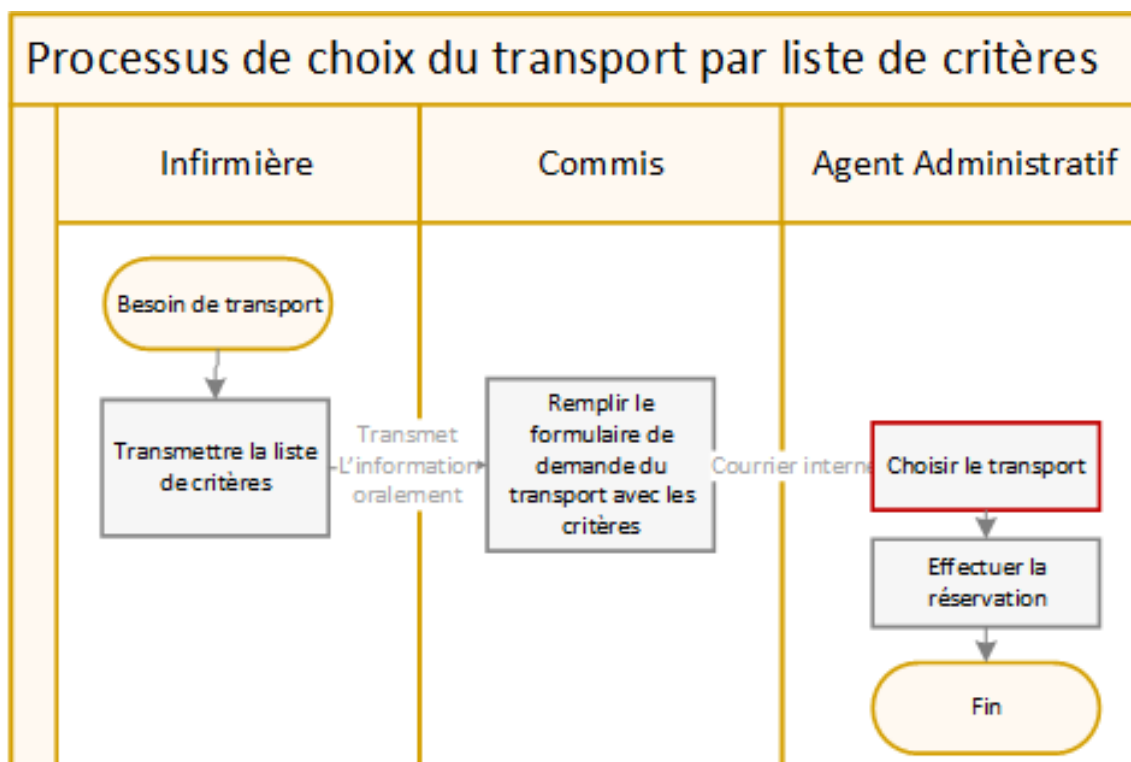 Processus de choix du transport par liste de critères
Infirmière
Commis
Agent Administratif
Besoin de transport
Transmettre la liste
de critères
Transmet
L'information
oralement
Remplir le
formulaire de
demande du
transport avec les
critères
Courrier interne
Choisir le transport
Effectuer la
réservation
Fin